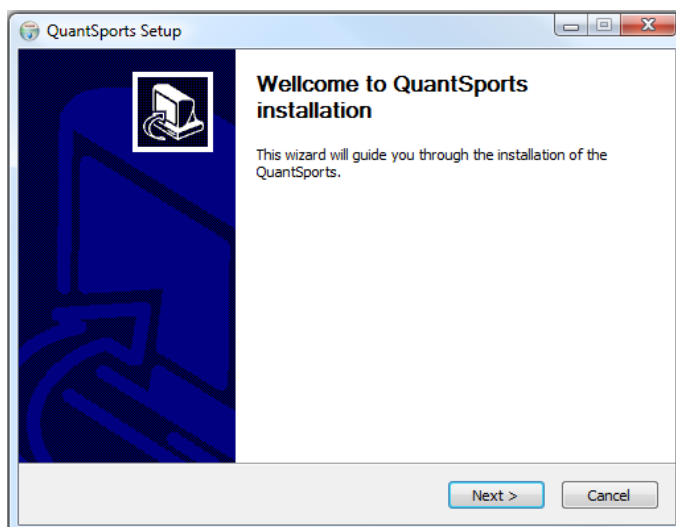 QuantSports Setup
Wellcome to QuantSports
installation
This wizard will guide you through the installation of the
QuantSports.
Next >
Cancel